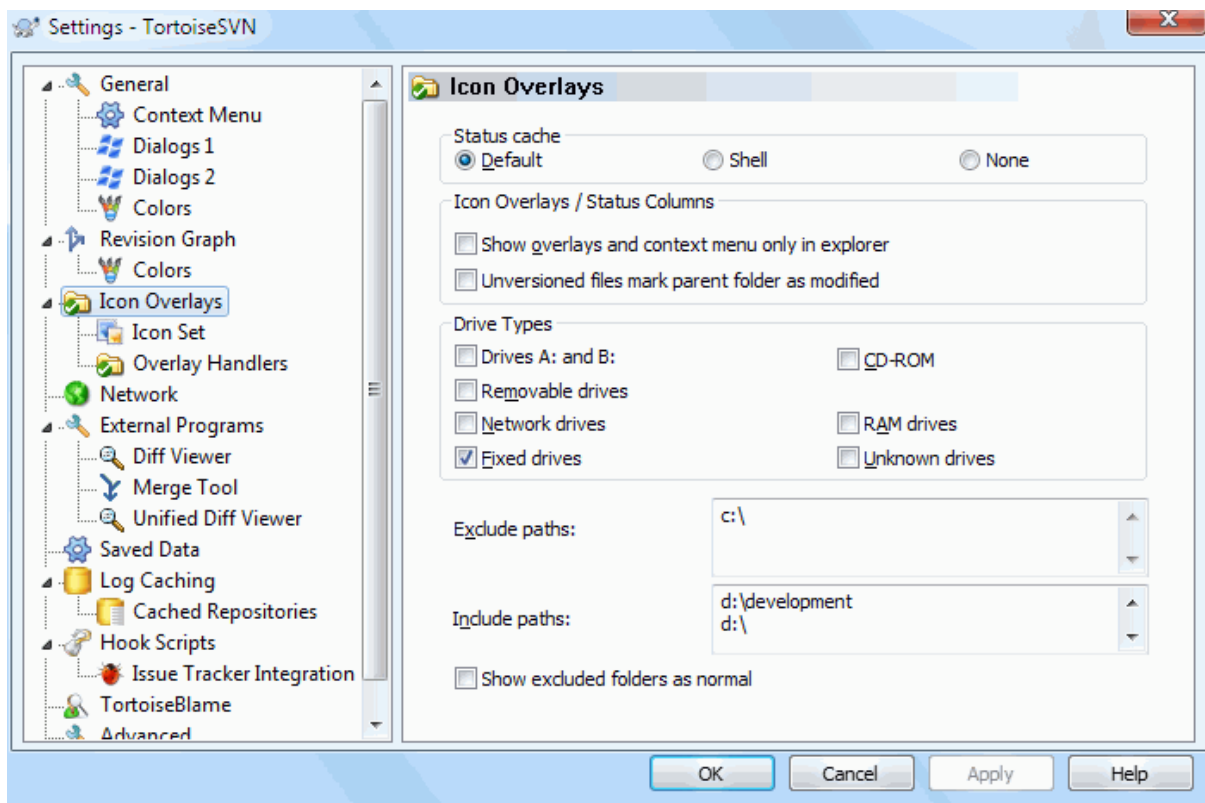 Settings - TortoiseSVN
General
Context Menu
Dialogs 1
Dialogs 2
Colors
Revision Graph
Colors
Icon Overlays
Icon Set
Overlay Handlers
Network
External Programs
Diff Viewer
Merge Tool
Unified Diff Viewer
Saved Data
Log Caching
Cached Repositories
Hook Scripts
Issue Tracker Integration
TortoiseBlame
Advanced
Icon Overlays
Status cache
Default Shell None
Icon Overlays / Status Columns
Show overlays and context menu only in explorer
Unversioned files mark parent folder as modified
Drive Types
Drives A: and B: CD-ROM
Removable drives
Network drives RAM drives
Fixed drives Unknown drives
Exclude paths: c:\
Include paths: d:\development
d:\
Show excluded folders as normal
OK Cancel Apply Help